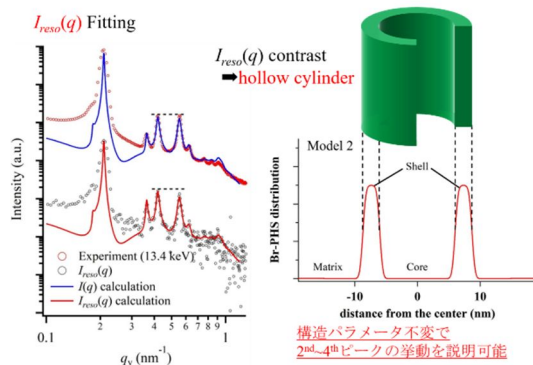 I_reso(q) Fitting
I_reso(q) contrast
➡hollow cylinder
Intensity (a.u.)
Experiment (13.4 keV)
I_reso(q)
I(q) calculation
I_reso(q) calculation
0.1
2
3
4
5
6
7
8
9
1
q_y (nm⁻¹)
Model 2
Shell
Br-PHS distribution
Matrix
Core
-10
0
10
distance from the center (nm)
構造パラメータ不変で
2nd~4thピークの挙動を説明可能